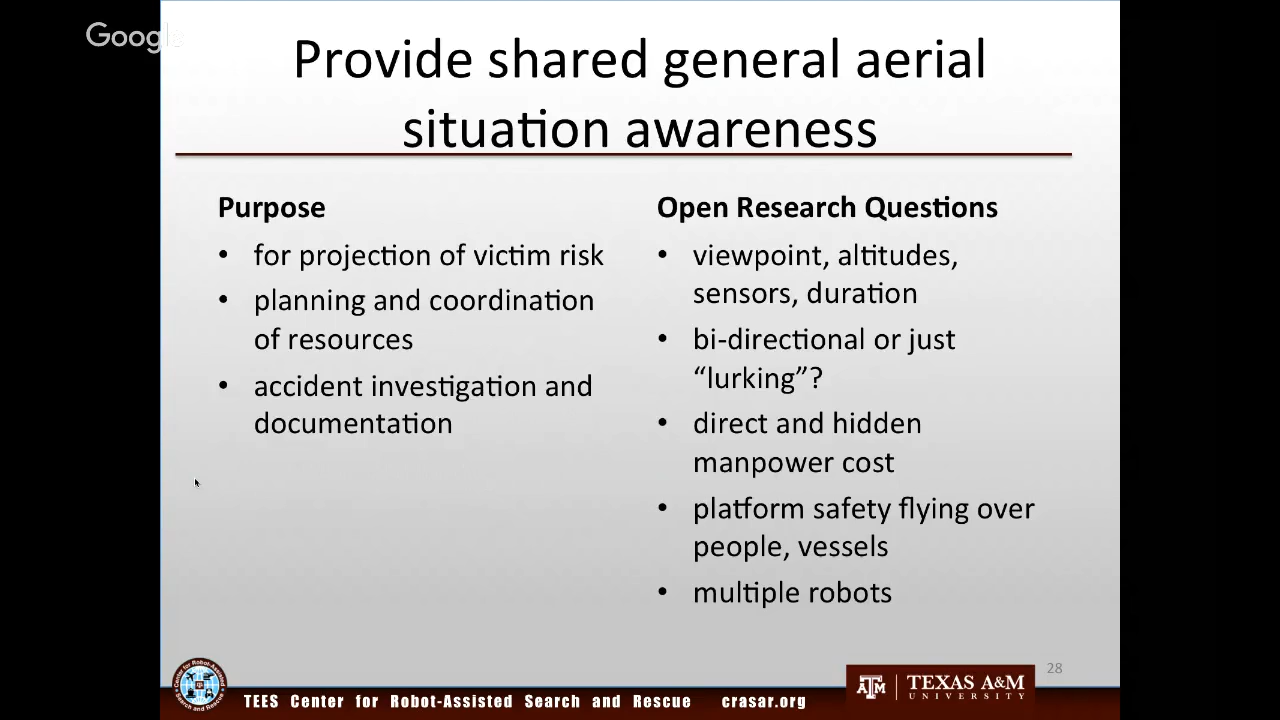 Google
Provide shared general aerial
situation awareness
Purpose
• for projection of victim risk
• planning and coordination
of resources
• accident investigation and
documentation
Open Research Questions
• viewpoint, altitudes,
sensors, duration
• bi-directional or just
“lurking”?
• direct and hidden
manpower cost
• platform safety flying over
people, vessels
• multiple robots
28
TEES Center for Robot-Assisted Search and Rescue crasar.org
ATM TEXAS A&M
UNIVERSITY